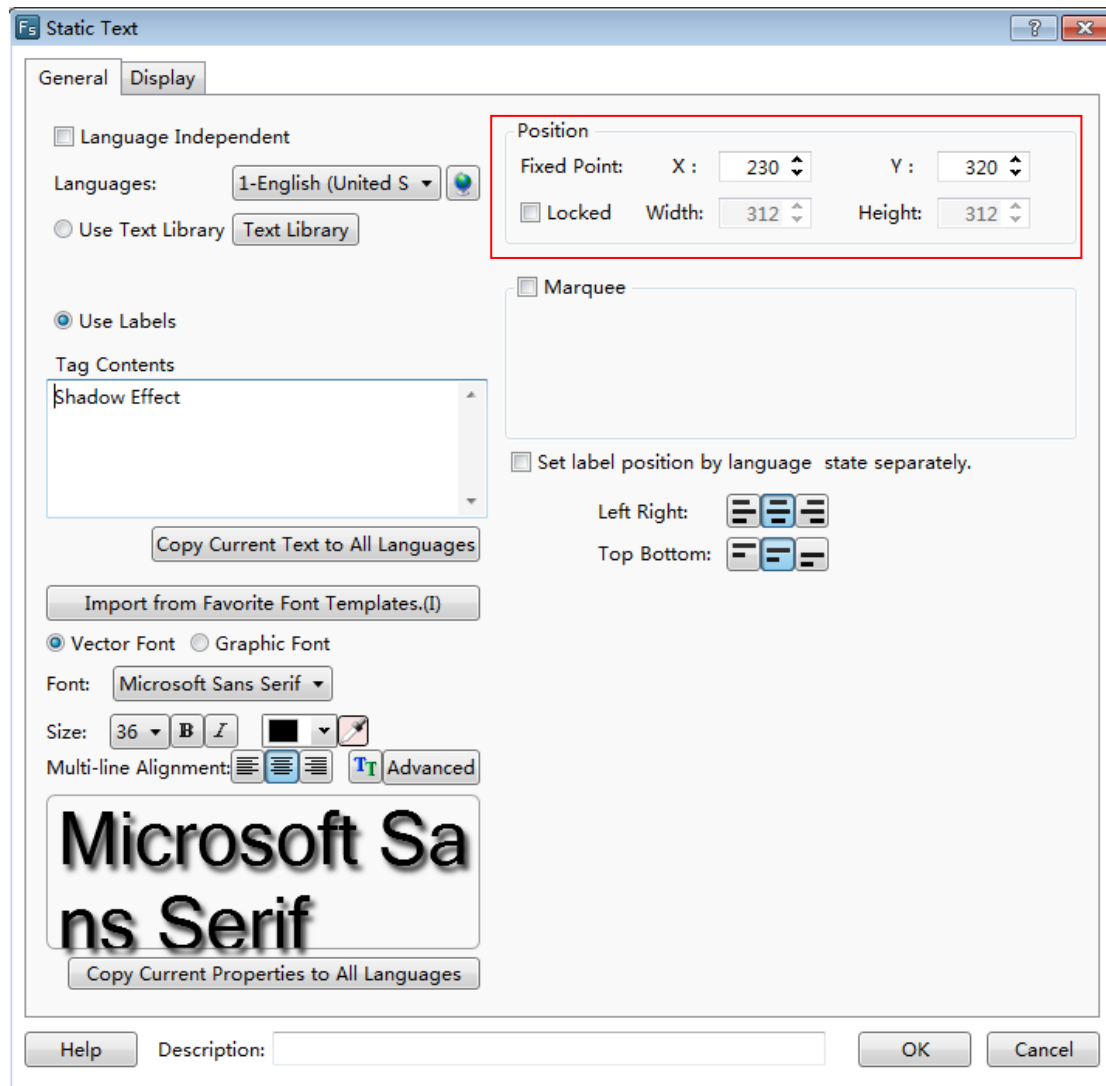 Fs Static Text
General Display
Language Independent
Languages: 1-English (United S
Use Text Library Text Library
Use Labels
Tag Contents
Shadow Effect
Copy Current Text to All Languages
Import from Favorite Font Templates.(I)
Vector Font Graphic Font
Font: Microsoft Sans Serif
Size: 36 B I
Multi-line Alignment: TT Advanced
Microsoft Sa
ns Serif
Copy Current Properties to All Languages
Position
Fixed Point: X : 230 Y : 320
Locked Width: 312 Height: 312
Marquee
Set label position by language state separately.
Left Right:
Top Bottom:
Help Description: OK Cancel